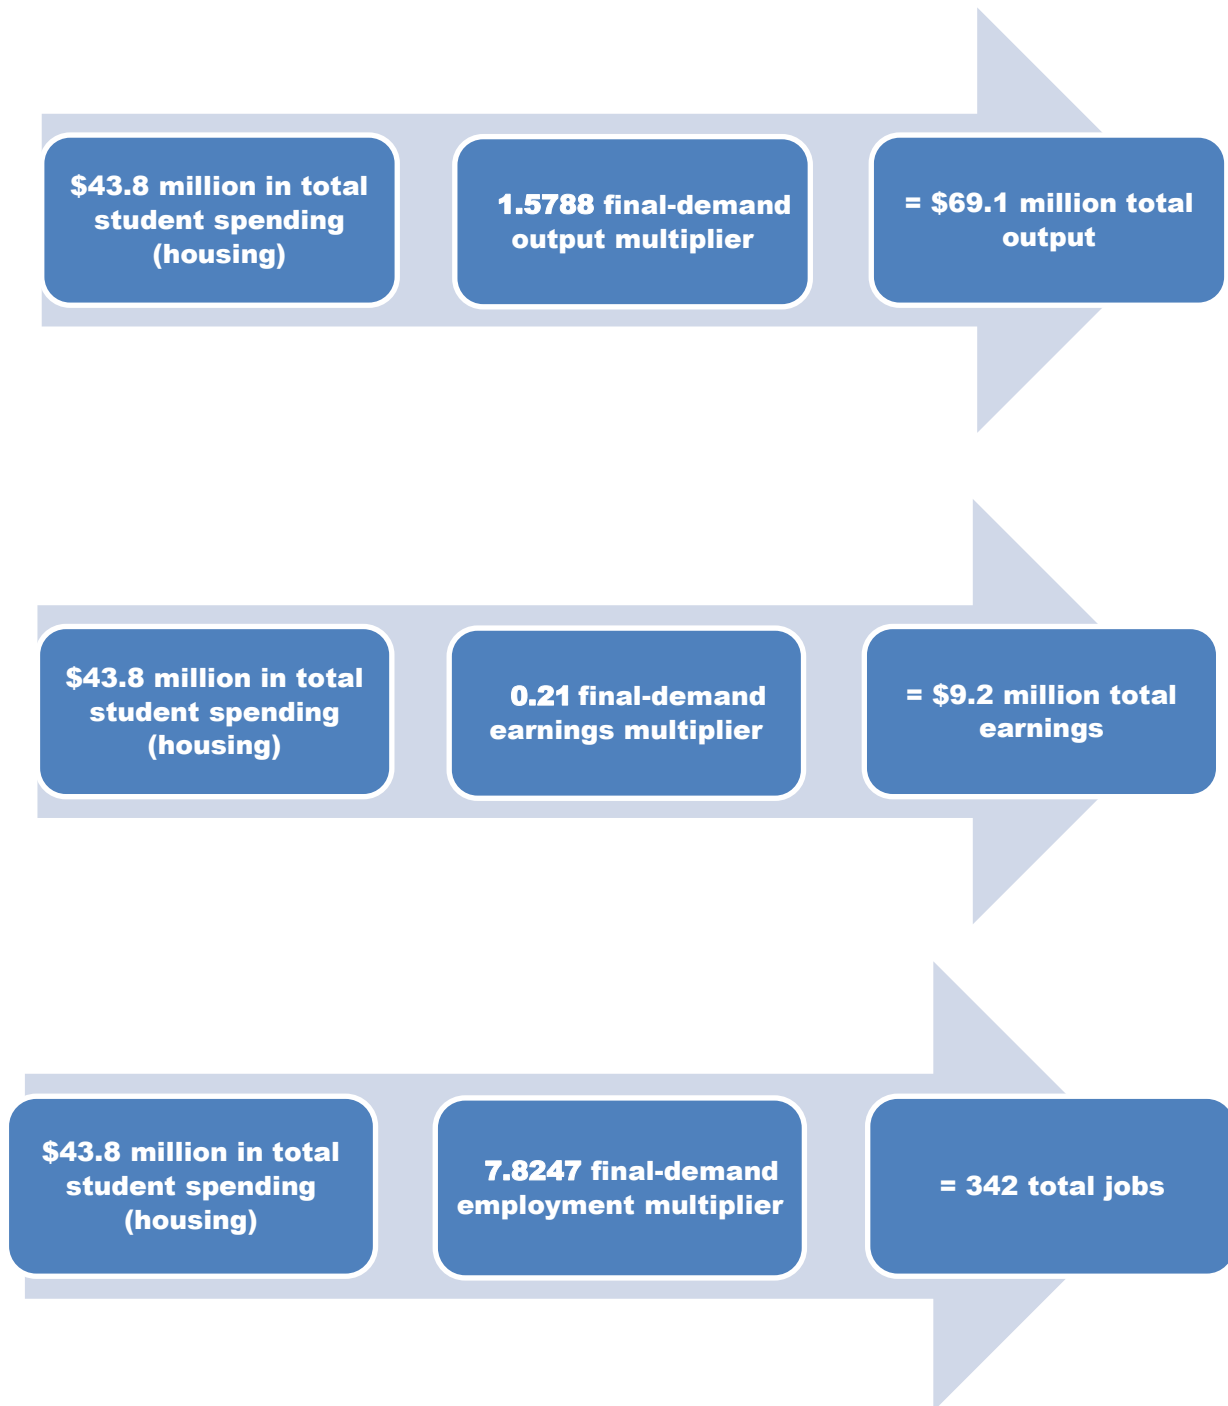 $43.8 million in total
student spending
(housing)
1.5788 final-demand
output multiplier
= $69.1 million total
output
$43.8 million in total
student spending
(housing)
0.21 final-demand
earnings multiplier
= $9.2 million total
earnings
$43.8 million in total
student spending
(housing)
7.8247 final-demand
employment multiplier
= 342 total jobs